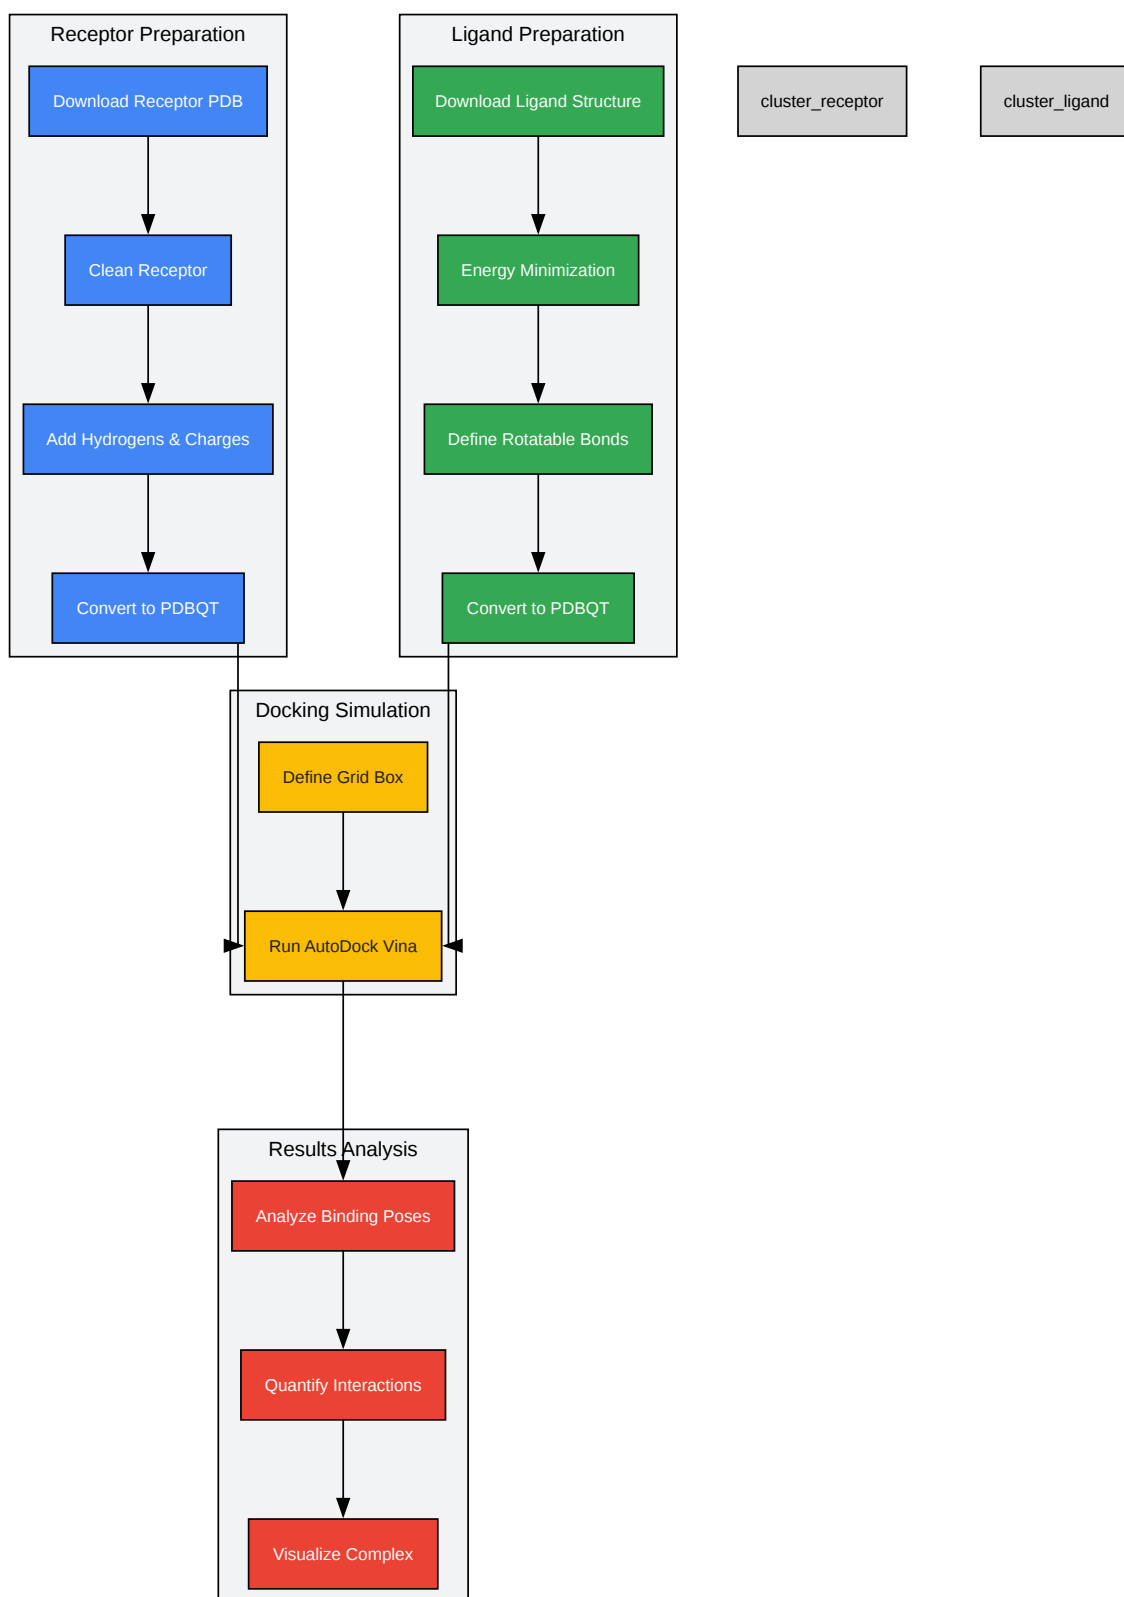 Receptor Preparation
Download Receptor PDB
Clean Receptor
Add Hydrogens & Charges
Convert to PDBQT
Ligand Preparation
Download Ligand Structure
Energy Minimization
Define Rotatable Bonds
Convert to PDBQT
cluster_receptor
cluster_ligand
Docking Simulation
Define Grid Box
Run AutoDock Vina
Results Analysis
Analyze Binding Poses
Quantify Interactions
Visualize Complex